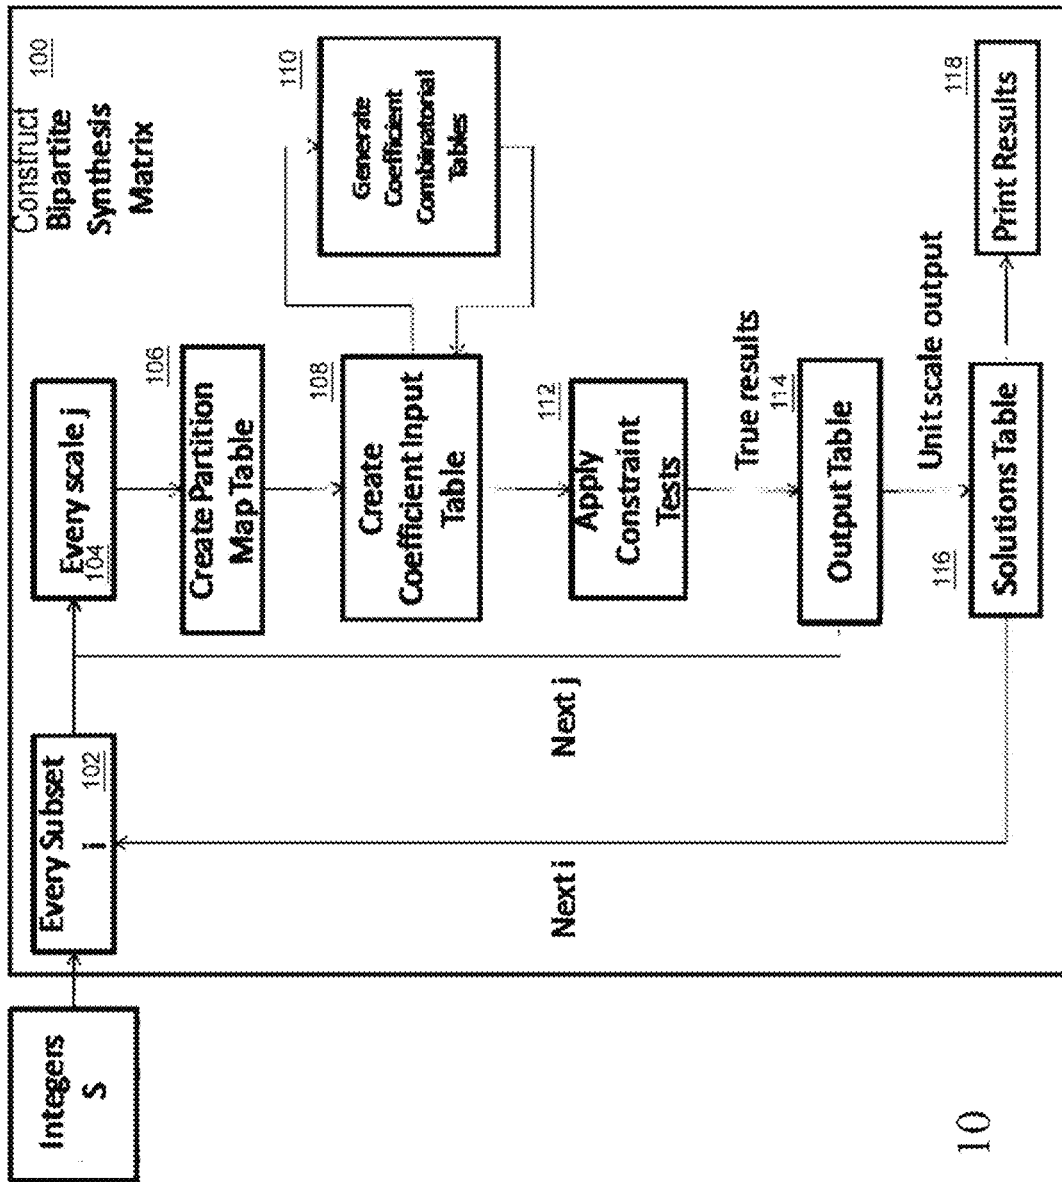 Construct 100
Bipartite
Synthesis
Matrix
Integers
S
Every Subset
i 102
Every scale j
104
106
Create Partition
Map Table
108
Create
Coefficient Input
Table
110
Generate
Coefficient
Combinatorial
Tables
112
Apply
Constraint
Tests
True results
114
Output Table
Next j
Unit scale output
116
Solutions Table
Next i
118
Print Results
10